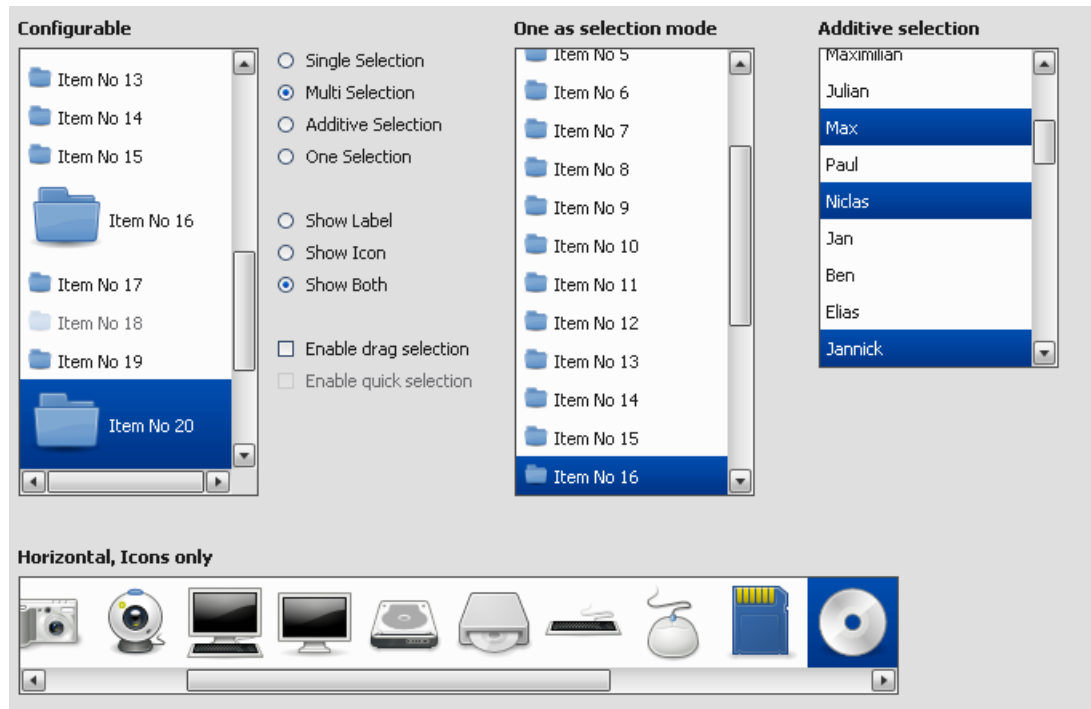 Configurable
Item No 13
Item No 14
Item No 15
Item No 16
Item No 17
Item No 18
Item No 19
Item No 20
Single Selection
Multi Selection
Additive Selection
One Selection
Show Label
Show Icon
Show Both
Enable drag selection
Enable quick selection
One as selection mode
Item No 5
Item No 6
Item No 7
Item No 8
Item No 9
Item No 10
Item No 11
Item No 12
Item No 13
Item No 14
Item No 15
Item No 16
Additive selection
Maximilian
Julian
Max
Paul
Niclas
Jan
Ben
Elias
Jannick
Horizontal, Icons only